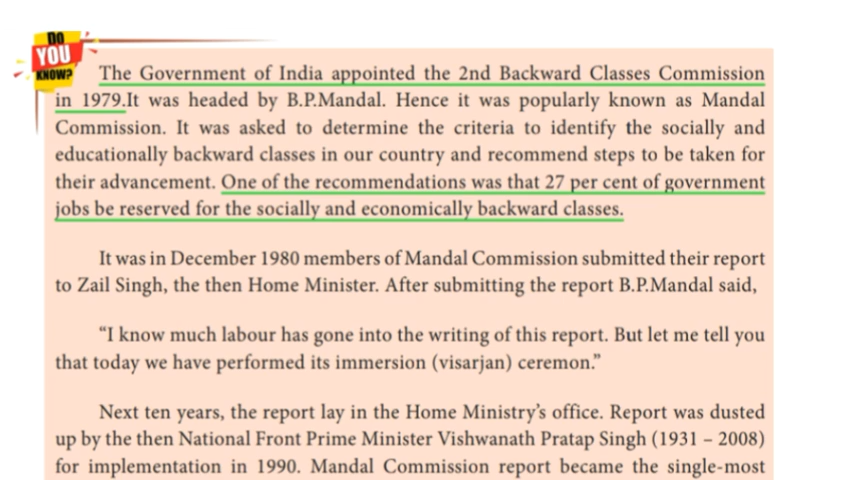 DO
YOU
KNOW?
The Government of India appointed the 2nd Backward Classes Commission
in 1979.It was headed by B.P.Mandal. Hence it was popularly known as Mandal
Commission. It was asked to determine the criteria to identify the socially and
educationally backward classes in our country and recommend steps to be taken for
their advancement. One of the recommendations was that 27 per cent of government
jobs be reserved for the socially and economically backward classes.
It was in December 1980 members of Mandal Commission submitted their report
to Zail Singh, the then Home Minister. After submitting the report B.P.Mandal said,
“I know much labour has gone into the writing of this report. But let me tell you
that today we have performed its immersion (visarjan) ceremon.”
Next ten years, the report lay in the Home Ministry’s office. Report was dusted
up by the then National Front Prime Minister Vishwanath Pratap Singh (1931 – 2008)
for implementation in 1990. Mandal Commission report became the single-most